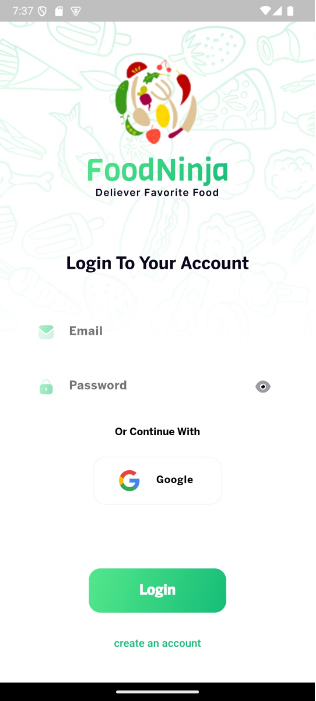 7:37
FoodNinja
Deliever Favorite Food
Login To Your Account
Email
Password
Or Continue With
Google
Login
create an account